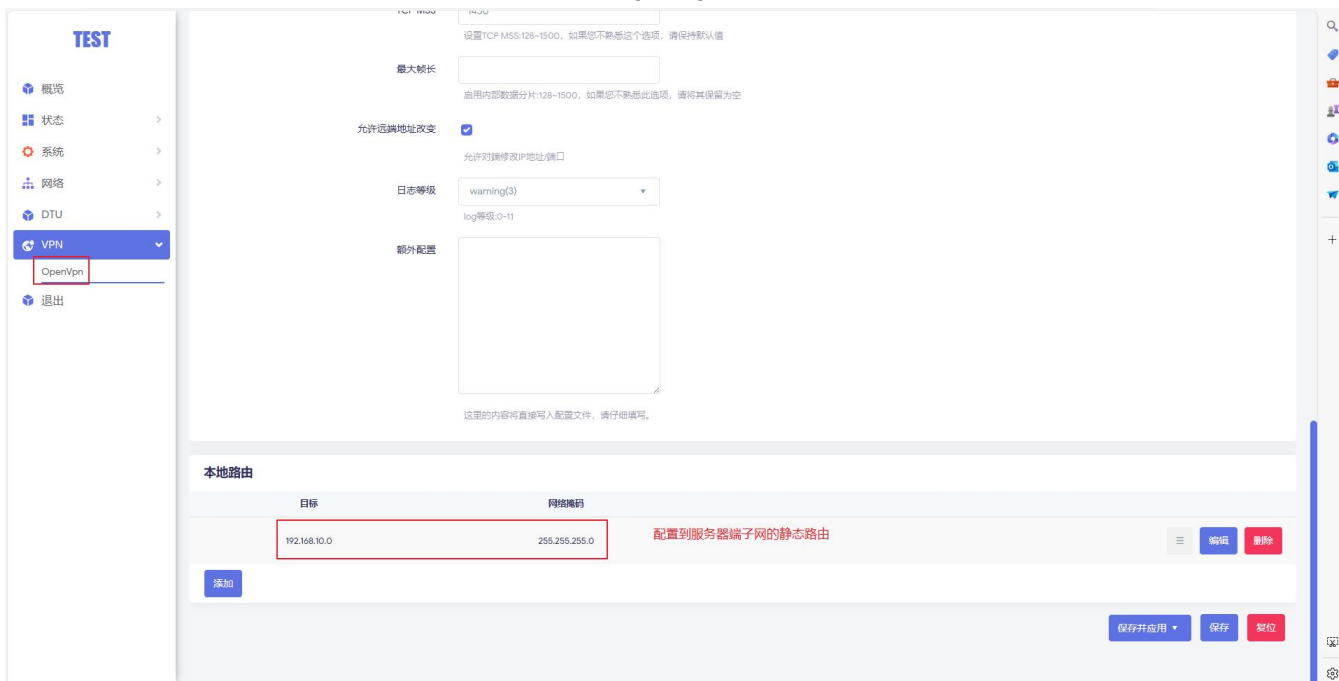 TEST
概览
状态
系统
网络
DTU
VPN
OpenVpn
退出
TCP MSS
1450
设置TCP MSS:128~1500，如果您不熟悉这个选项，请保持默认值
最大帧长
启用内部数据分片:128~1500，如果您不熟悉此选项，请将其保留为空
允许远端地址改变
允许对端修改IP地址/端口
日志等级
warning(3)
log等级:0-11
额外配置
这里的内容将直接写入配置文件，请仔细填写。
本地路由
目标 网络掩码
192.168.10.0 255.255.255.0 配置到服务器端子网的静态路由 编辑 删除
添加
保存并应用 保存 复位